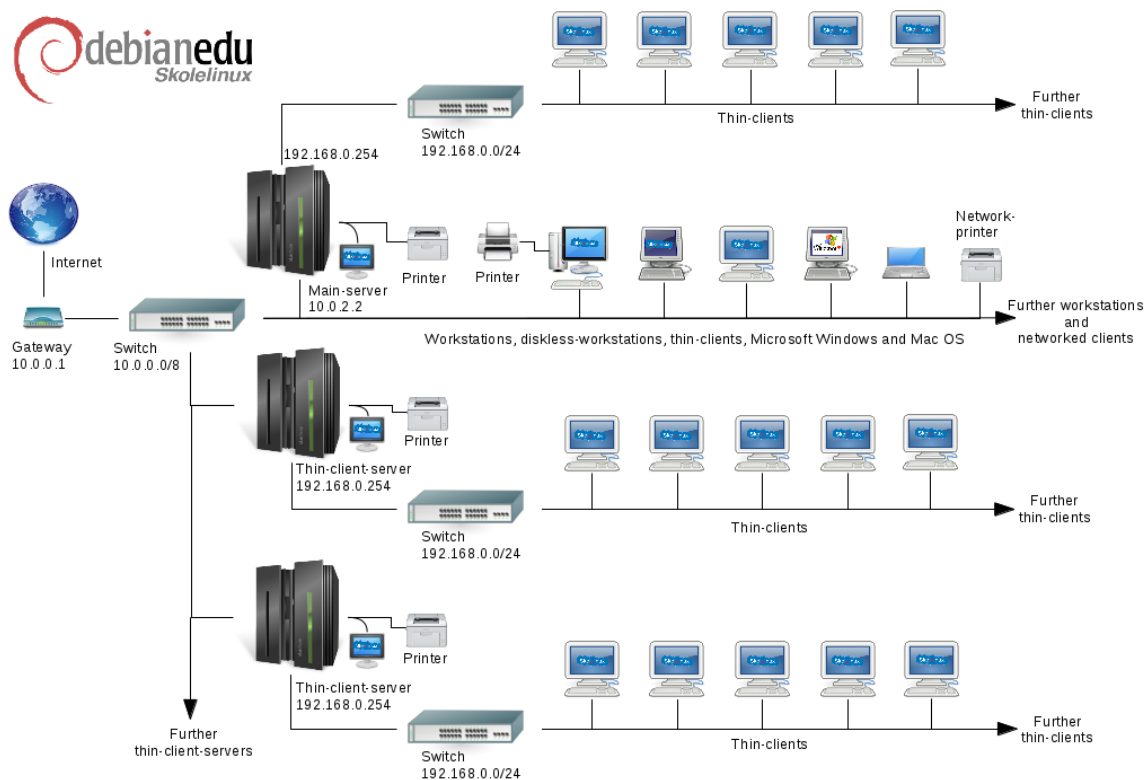 debianedu
Skolelinux
Further
thin-clients
Thin-clients
Switch
192.168.0.0/24
192.168.0.254
Internet
Gateway
10.0.0.1
Switch
10.0.0.0/8
Main-server
10.0.2.2
Printer
Printer
Network-
printer
Further workstations
and
networked clients
Workstations, diskless-workstations, thin-clients, Microsoft Windows and Mac OS
Printer
Thin-client-server
192.168.0.254
Switch
192.168.0.0/24
Thin-clients
Further
thin-clients
Printer
Thin-client-server
192.168.0.254
Switch
192.168.0.0/24
Thin-clients
Further
thin-clients
Further
thin-client-servers